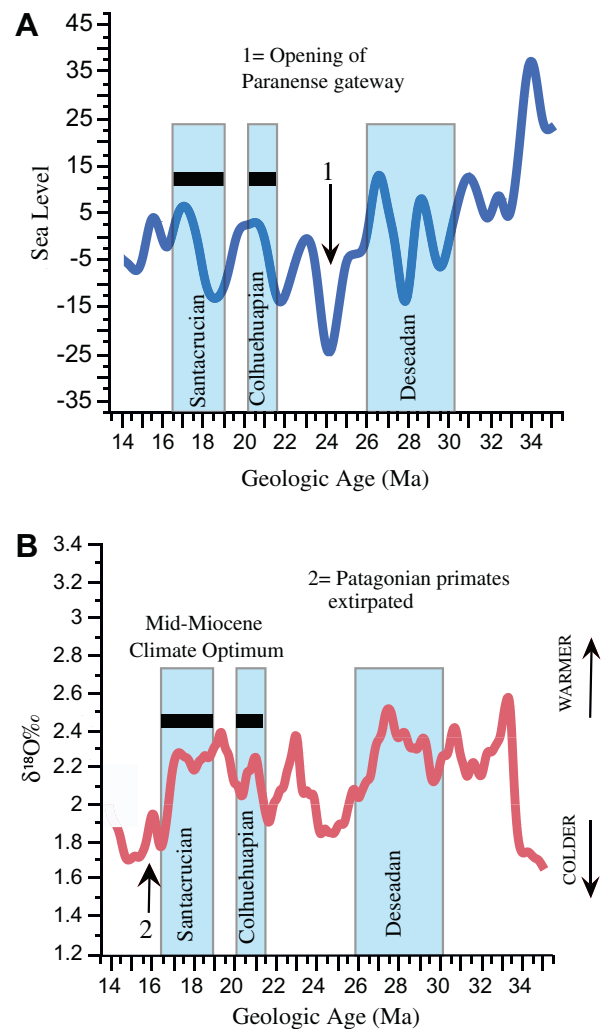 A
45
35
25
15
5
-5
-15
-25
-35
Sea Level
1= Opening of
Paranense gateway
1
Santacrucian
Colhuehuapian
Deseadan
14 16 18 20 22 24 26 28 30 32 34
Geologic Age (Ma)
B
3.4
3.2
3
2.8
2.6
2.4
2.2
2
1.8
1.6
1.4
1.2
δ¹⁸O‰
2= Patagonian primates
extirpated
Mid-Miocene
Climate Optimum
WARMER
COLDER
2
Santacrucian
Colhuehuapian
Deseadan
14 16 18 20 22 24 26 28 30 32 34
Geologic Age (Ma)